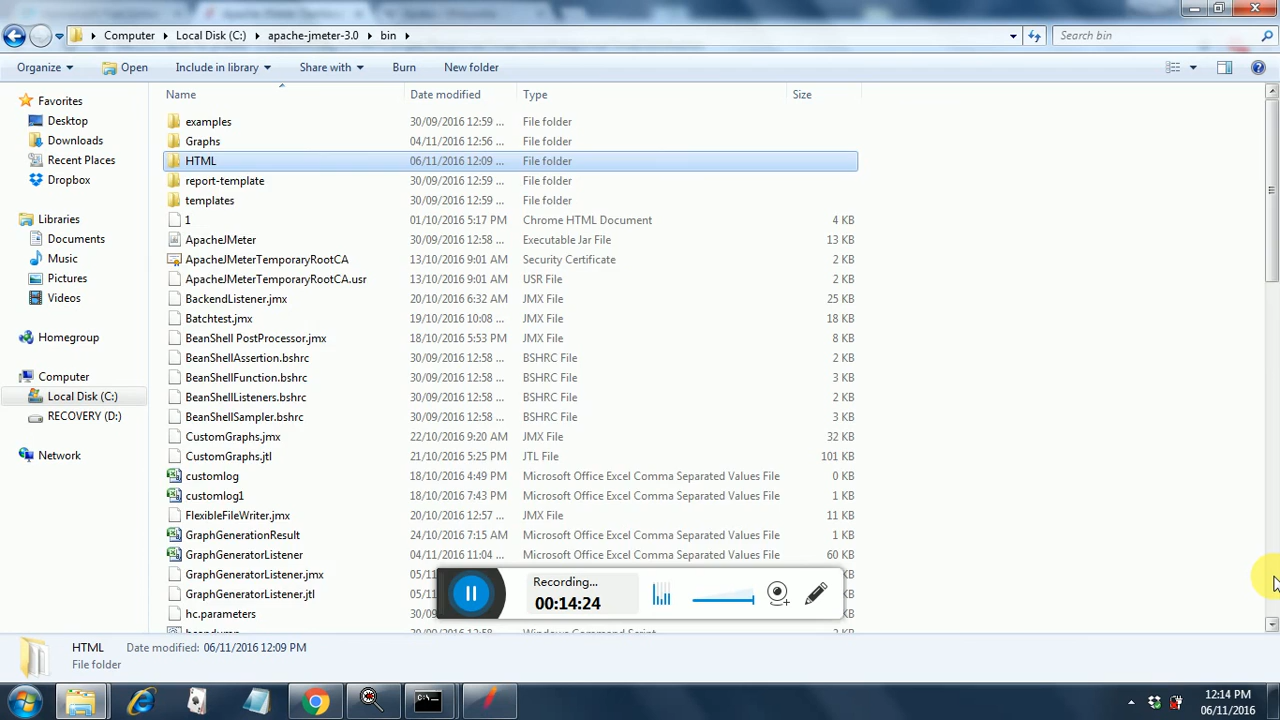 Computer Local Disk (C:) apache-jmeter-3.0 bin
Search bin
Organize Open Include in library Share with Burn New folder
Name Date modified Type Size
Favorites
Desktop
Downloads
Recent Places
Dropbox
Libraries
Documents
Music
Pictures
Videos
Homegroup
Computer
Local Disk (C:)
RECOVERY (D:)
Network
examples 30/09/2016 12:59 ... File folder
Graphs 04/11/2016 12:56 ... File folder
HTML 06/11/2016 12:09 ... File folder
report-template 30/09/2016 12:59 ... File folder
templates 30/09/2016 12:59 ... File folder
1 01/10/2016 5:17 PM Chrome HTML Document 4 KB
ApacheJMeter 30/09/2016 12:58 ... Executable Jar File 13 KB
ApacheJMeterTemporaryRootCA 13/10/2016 9:01 AM Security Certificate 2 KB
ApacheJMeterTemporaryRootCA.usr 13/10/2016 9:01 AM USR File 2 KB
BackendListener.jmx 20/10/2016 6:32 AM JMX File 25 KB
Batchtest.jmx 19/10/2016 10:08 ... JMX File 18 KB
BeanShell PostProcessor.jmx 18/10/2016 5:53 PM JMX File 8 KB
BeanShellAssertion.bshrc 30/09/2016 12:58 ... BSHRC File 2 KB
BeanShellFunction.bshrc 30/09/2016 12:58 ... BSHRC File 3 KB
BeanShellListeners.bshrc 30/09/2016 12:58 ... BSHRC File 2 KB
BeanShellSampler.bshrc 30/09/2016 12:58 ... BSHRC File 3 KB
CustomGraphs.jmx 22/10/2016 9:20 AM JMX File 32 KB
CustomGraphs.jtl 21/10/2016 5:25 PM JTL File 101 KB
customlog 18/10/2016 4:49 PM Microsoft Office Excel Comma Separated Values File 0 KB
customlog1 18/10/2016 7:43 PM Microsoft Office Excel Comma Separated Values File 1 KB
FlexibleFileWriter.jmx 20/10/2016 12:57 ... JMX File 11 KB
GraphGenerationResult 24/10/2016 7:15 AM Microsoft Office Excel Comma Separated Values File 1 KB
GraphGeneratorListener 04/11/2016 11:04 ... Microsoft Office Excel Comma Separated Values File 60 KB
GraphGeneratorListener.jmx 05/11
GraphGeneratorListener.jtl 05/11
hc.parameters 30/09
Recording...
00:14:24
HTML Date modified: 06/11/2016 12:09 PM
File folder
12:14 PM
06/11/2016